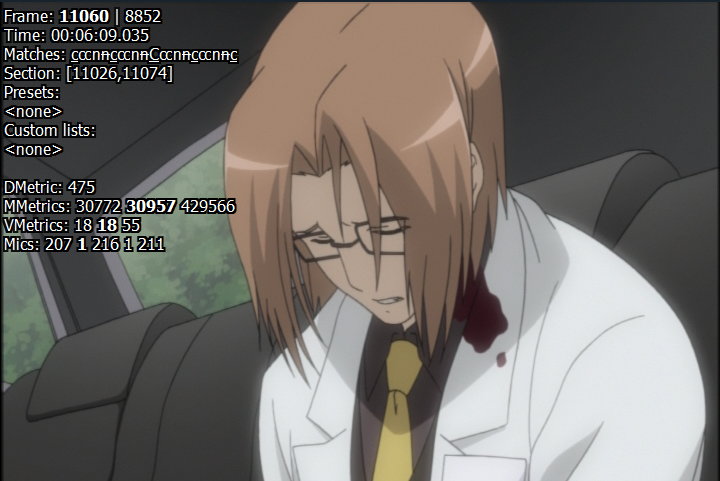 Frame: 11060 | 8852
Time: 00:06:09.035
Matches: cccnncccnnCccnncccnnc
Section: [11026,11074]
Presets:
<none>
Custom lists:
<none>
DMetric: 475
MMetrics: 30772 30957 429566
VMetrics: 18 18 55
Mics: 207 1 216 1 211